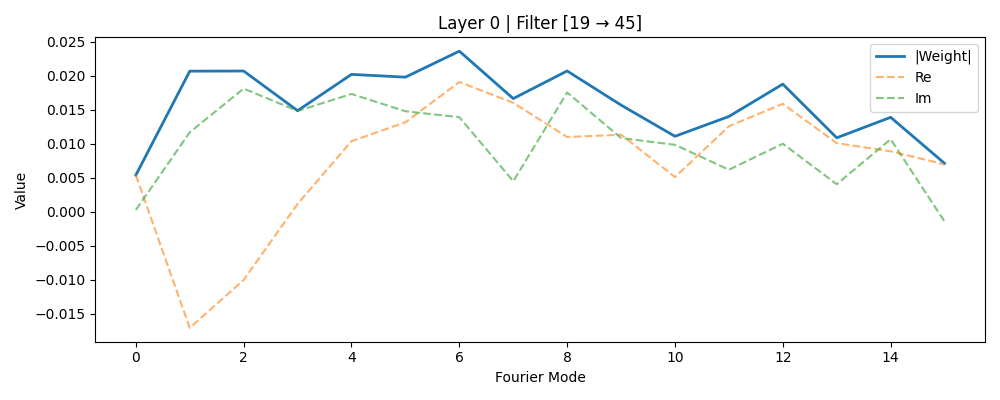 Layer 0 | Filter [19 → 45]
0.025
0.020
0.015
0.010
0.005
0.000
−0.005
−0.010
−0.015
Value
|Weight|
Re
Im
0 2 4 6 8 10 12 14
Fourier Mode